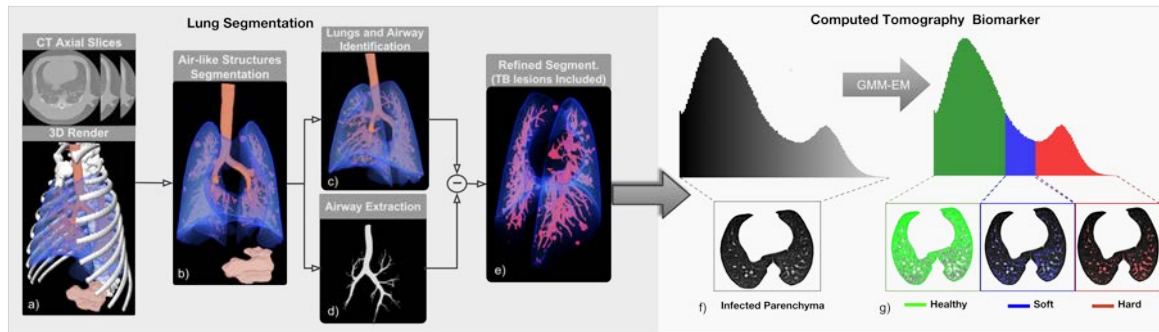 Lung Segmentation
CT Axial Slices
3D Render
a)
Air-like Structures
Segmentation
b)
Lungs and Airway
Identification
c)
Airway Extraction
d)
Refined Segment.
(TB lesions Included)
e)
Computed Tomography Biomarker
GMM-EM
f)
Infected Parenchyma
g)
Healthy
Soft
Hard